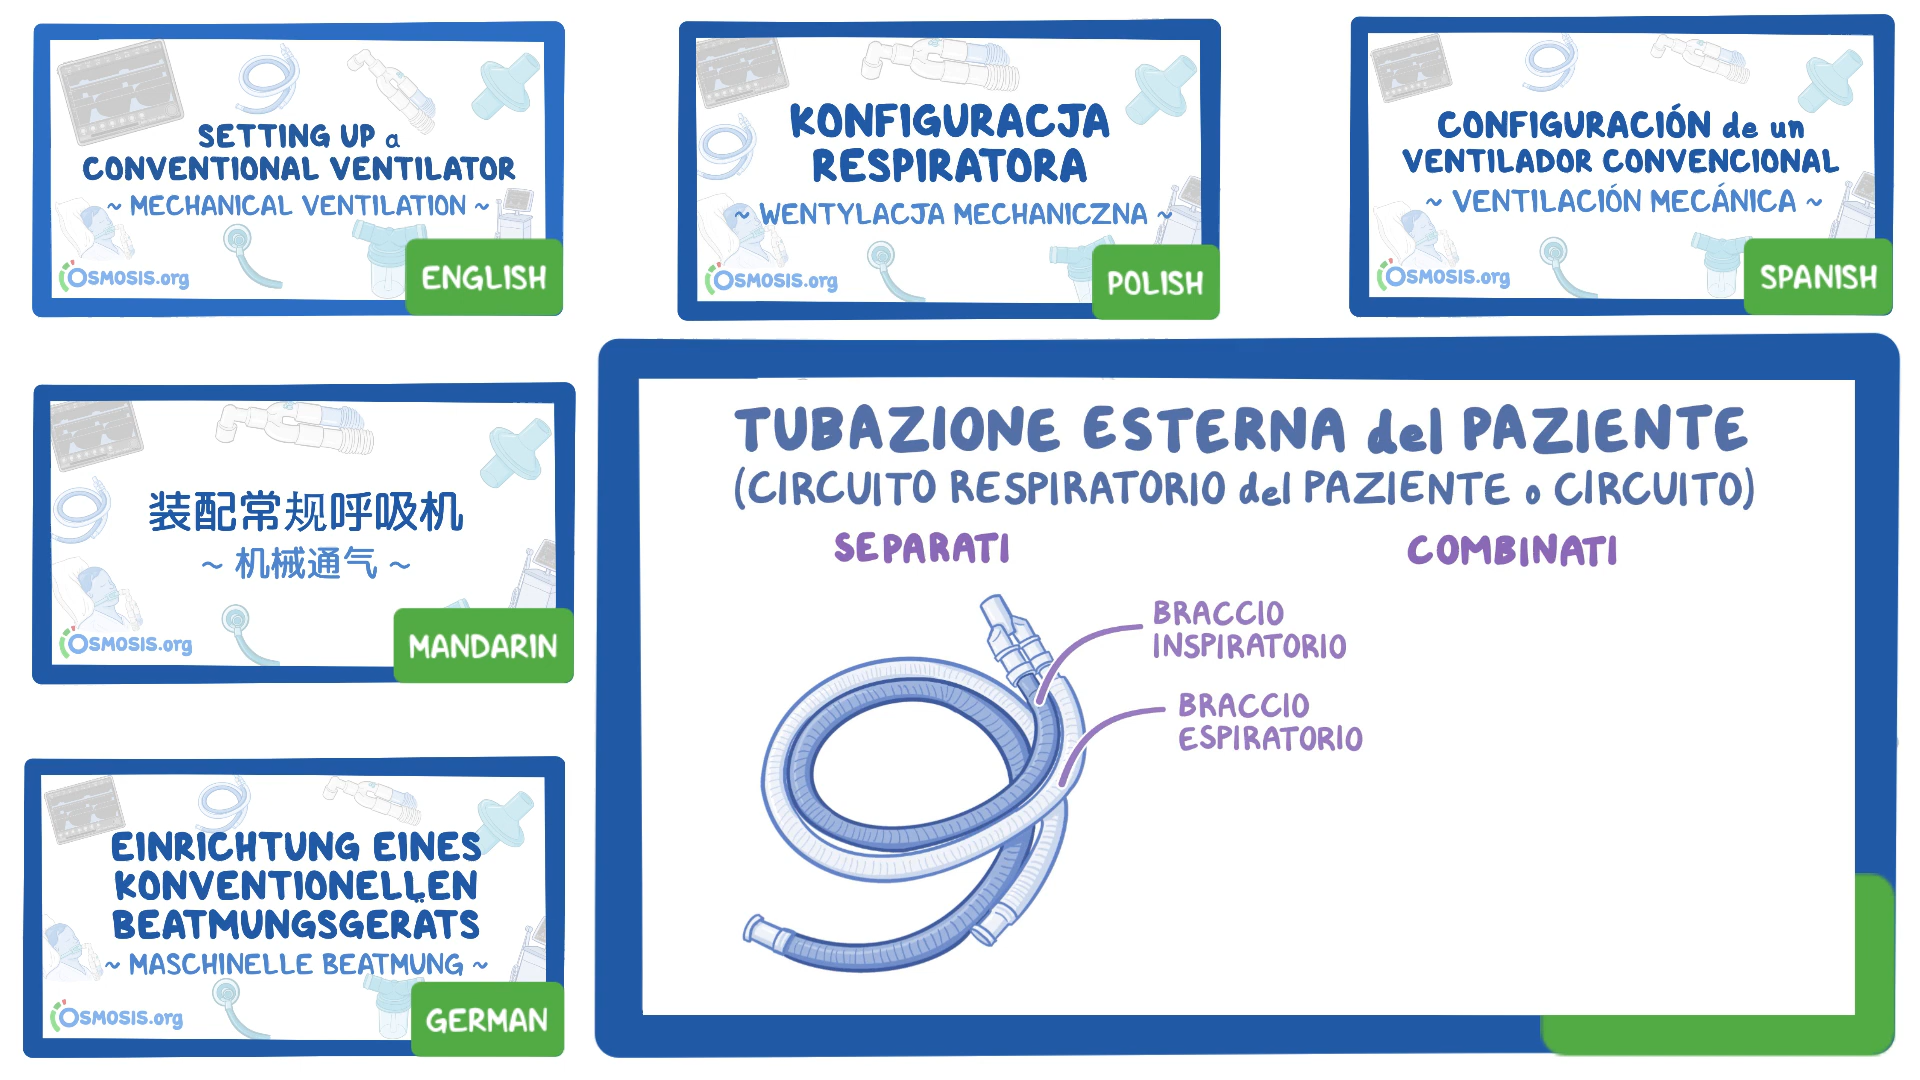 SETTING UP a
CONVENTIONAL VENTILATOR
~ MECHANICAL VENTILATION ~
OSMOSIS.org
ENGLISH
KONFIGURACJA
RESPIRATORA
~ WENTYLACJA MECHANICZNA ~
OSMOSIS.org
POLISH
CONFIGURACIÓN de un
VENTILADOR CONVENCIONAL
~ VENTILACIÓN MECÁNICA ~
OSMOSIS.org
SPANISH
装配常规呼吸机
~ 机械通气 ~
OSMOSIS.org
MANDARIN
EINRICHTUNG EINES
KONVENTIONELLEN
BEATMUNGSGERÄTS
~ MASCHINELLE BEATMUNG ~
OSMOSIS.org
GERMAN
TUBAZIONE ESTERNA del PAZIENTE
(CIRCUITO RESPIRATORIO del PAZIENTE o CIRCUITO)
SEPARATI
COMBINATI
BRACCIO
INSPIRATORIO
BRACCIO
ESPIRATORIO